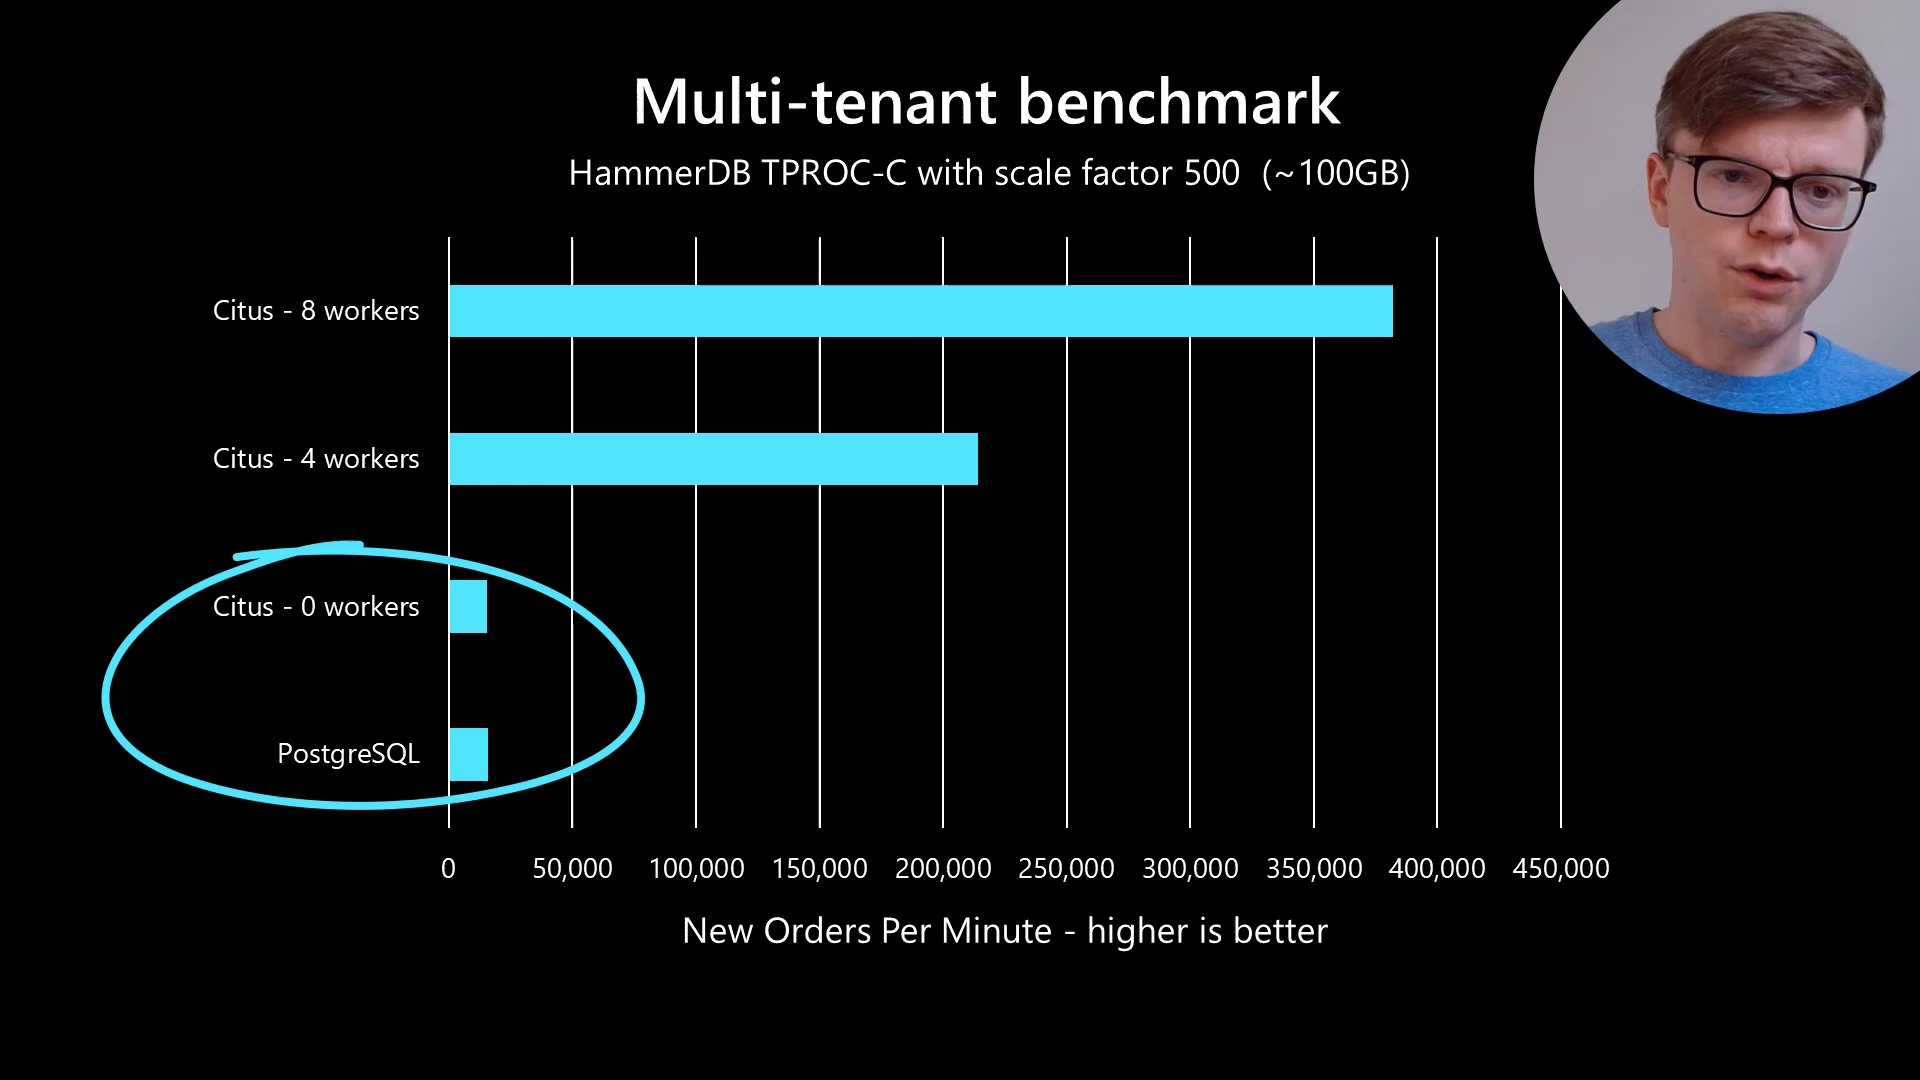 Multi-tenant benchmark
HammerDB TPROC-C with scale factor 500 (~100GB)
Citus - 8 workers
Citus - 4 workers
Citus - 0 workers
PostgreSQL
0 50,000 100,000 150,000 200,000 250,000 300,000 350,000 400,000 450,000
New Orders Per Minute - higher is better